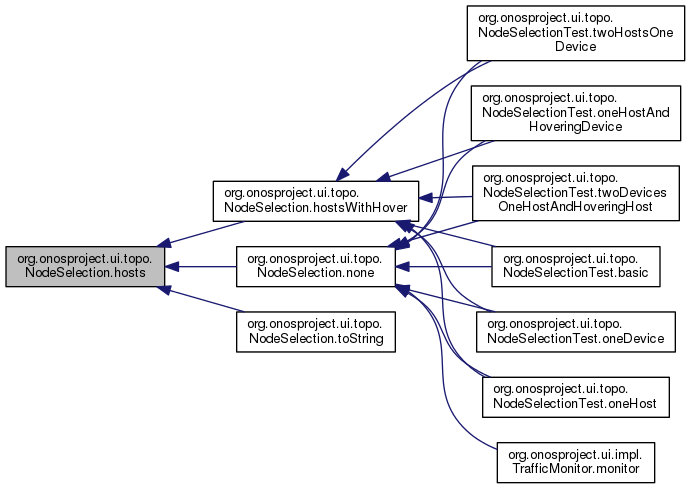 org.onosproject.ui.topo.
NodeSelection.hosts
org.onosproject.ui.topo.
NodeSelection.hostsWithHover
org.onosproject.ui.topo.
NodeSelection.none
org.onosproject.ui.topo.
NodeSelection.toString
org.onosproject.ui.topo.
NodeSelectionTest.twoHostsOne
Device
org.onosproject.ui.topo.
NodeSelectionTest.oneHostAnd
HoveringDevice
org.onosproject.ui.topo.
NodeSelectionTest.twoDevices
OneHostAndHoveringHost
org.onosproject.ui.topo.
NodeSelectionTest.basic
org.onosproject.ui.topo.
NodeSelectionTest.oneDevice
org.onosproject.ui.topo.
NodeSelectionTest.oneHost
org.onosproject.ui.impl.
TrafficMonitor.monitor